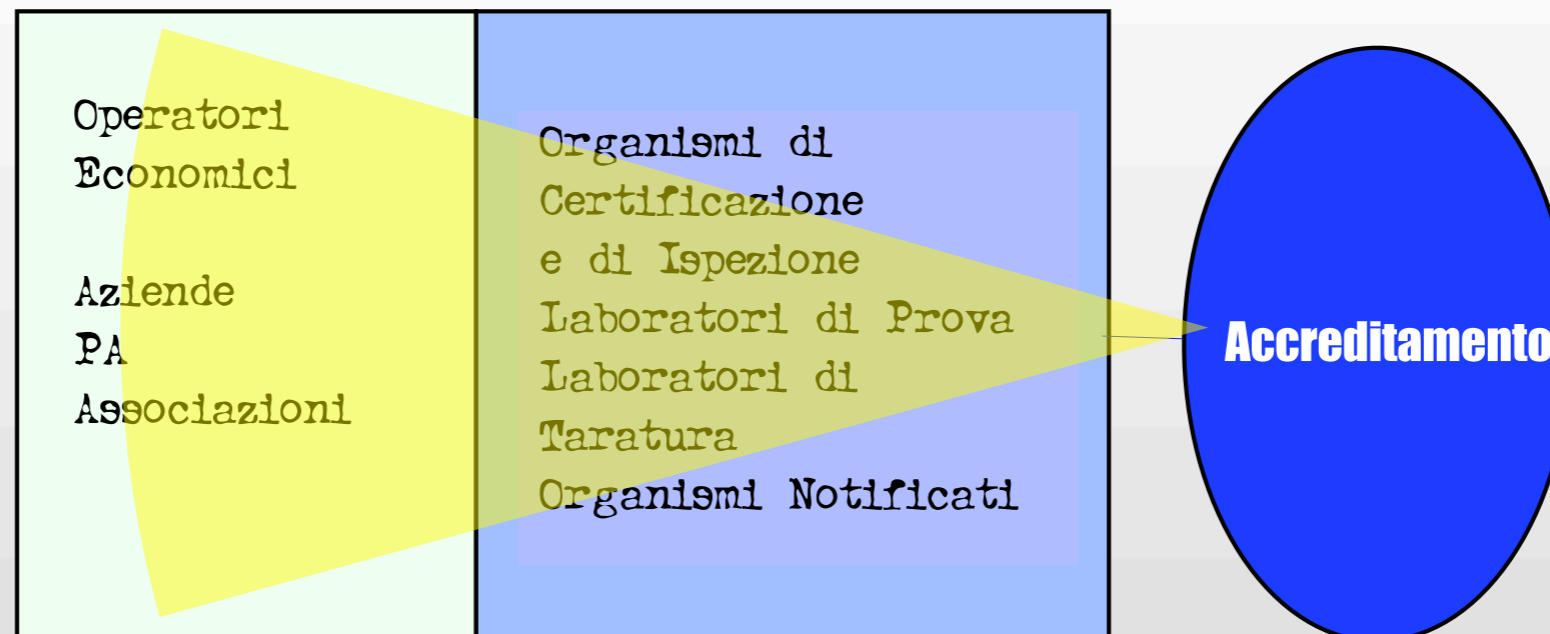 Operatori
Economici
Aziende
PA
Associazioni
Organismi di
Certificazione
e di Ispezione
Laboratori di Prova
Laboratori di
Taratura
Organismi Notificati
Accreditamento